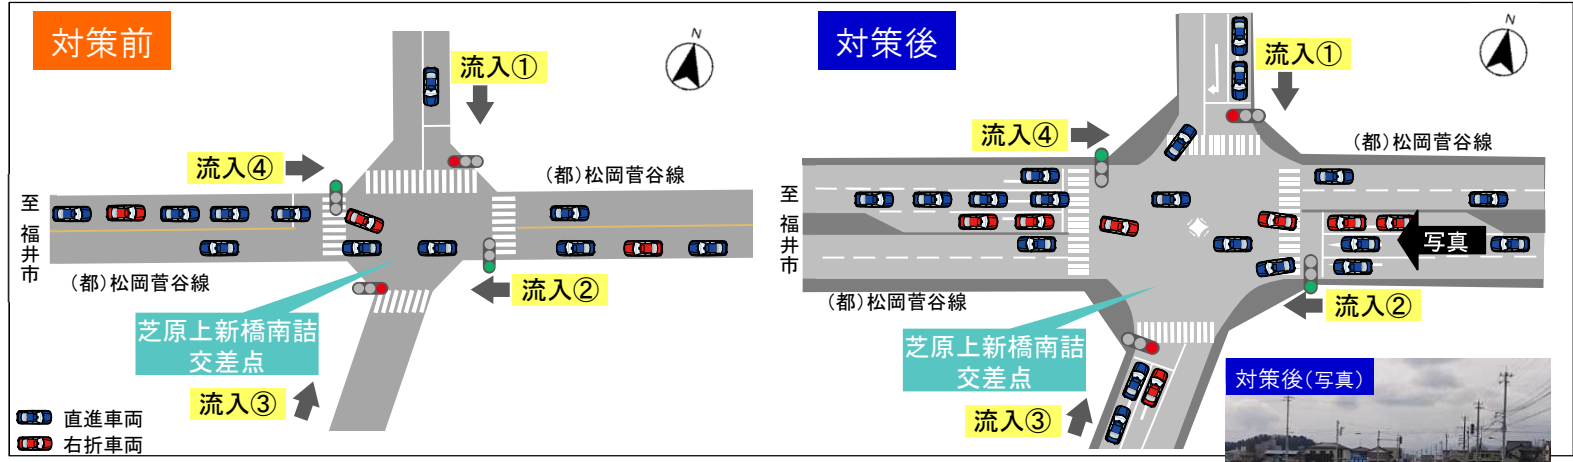 対策前
N
流入①
流入④
(都)松岡菅谷線
至 福井市
(都)松岡菅谷線
流入②
芝原上新橋南詰
交差点
流入③
直進車両
右折車両
対策後
N
流入①
流入④
(都)松岡菅谷線
至 福井市
写真
(都)松岡菅谷線
流入②
芝原上新橋南詰
交差点
流入③
対策後(写真)